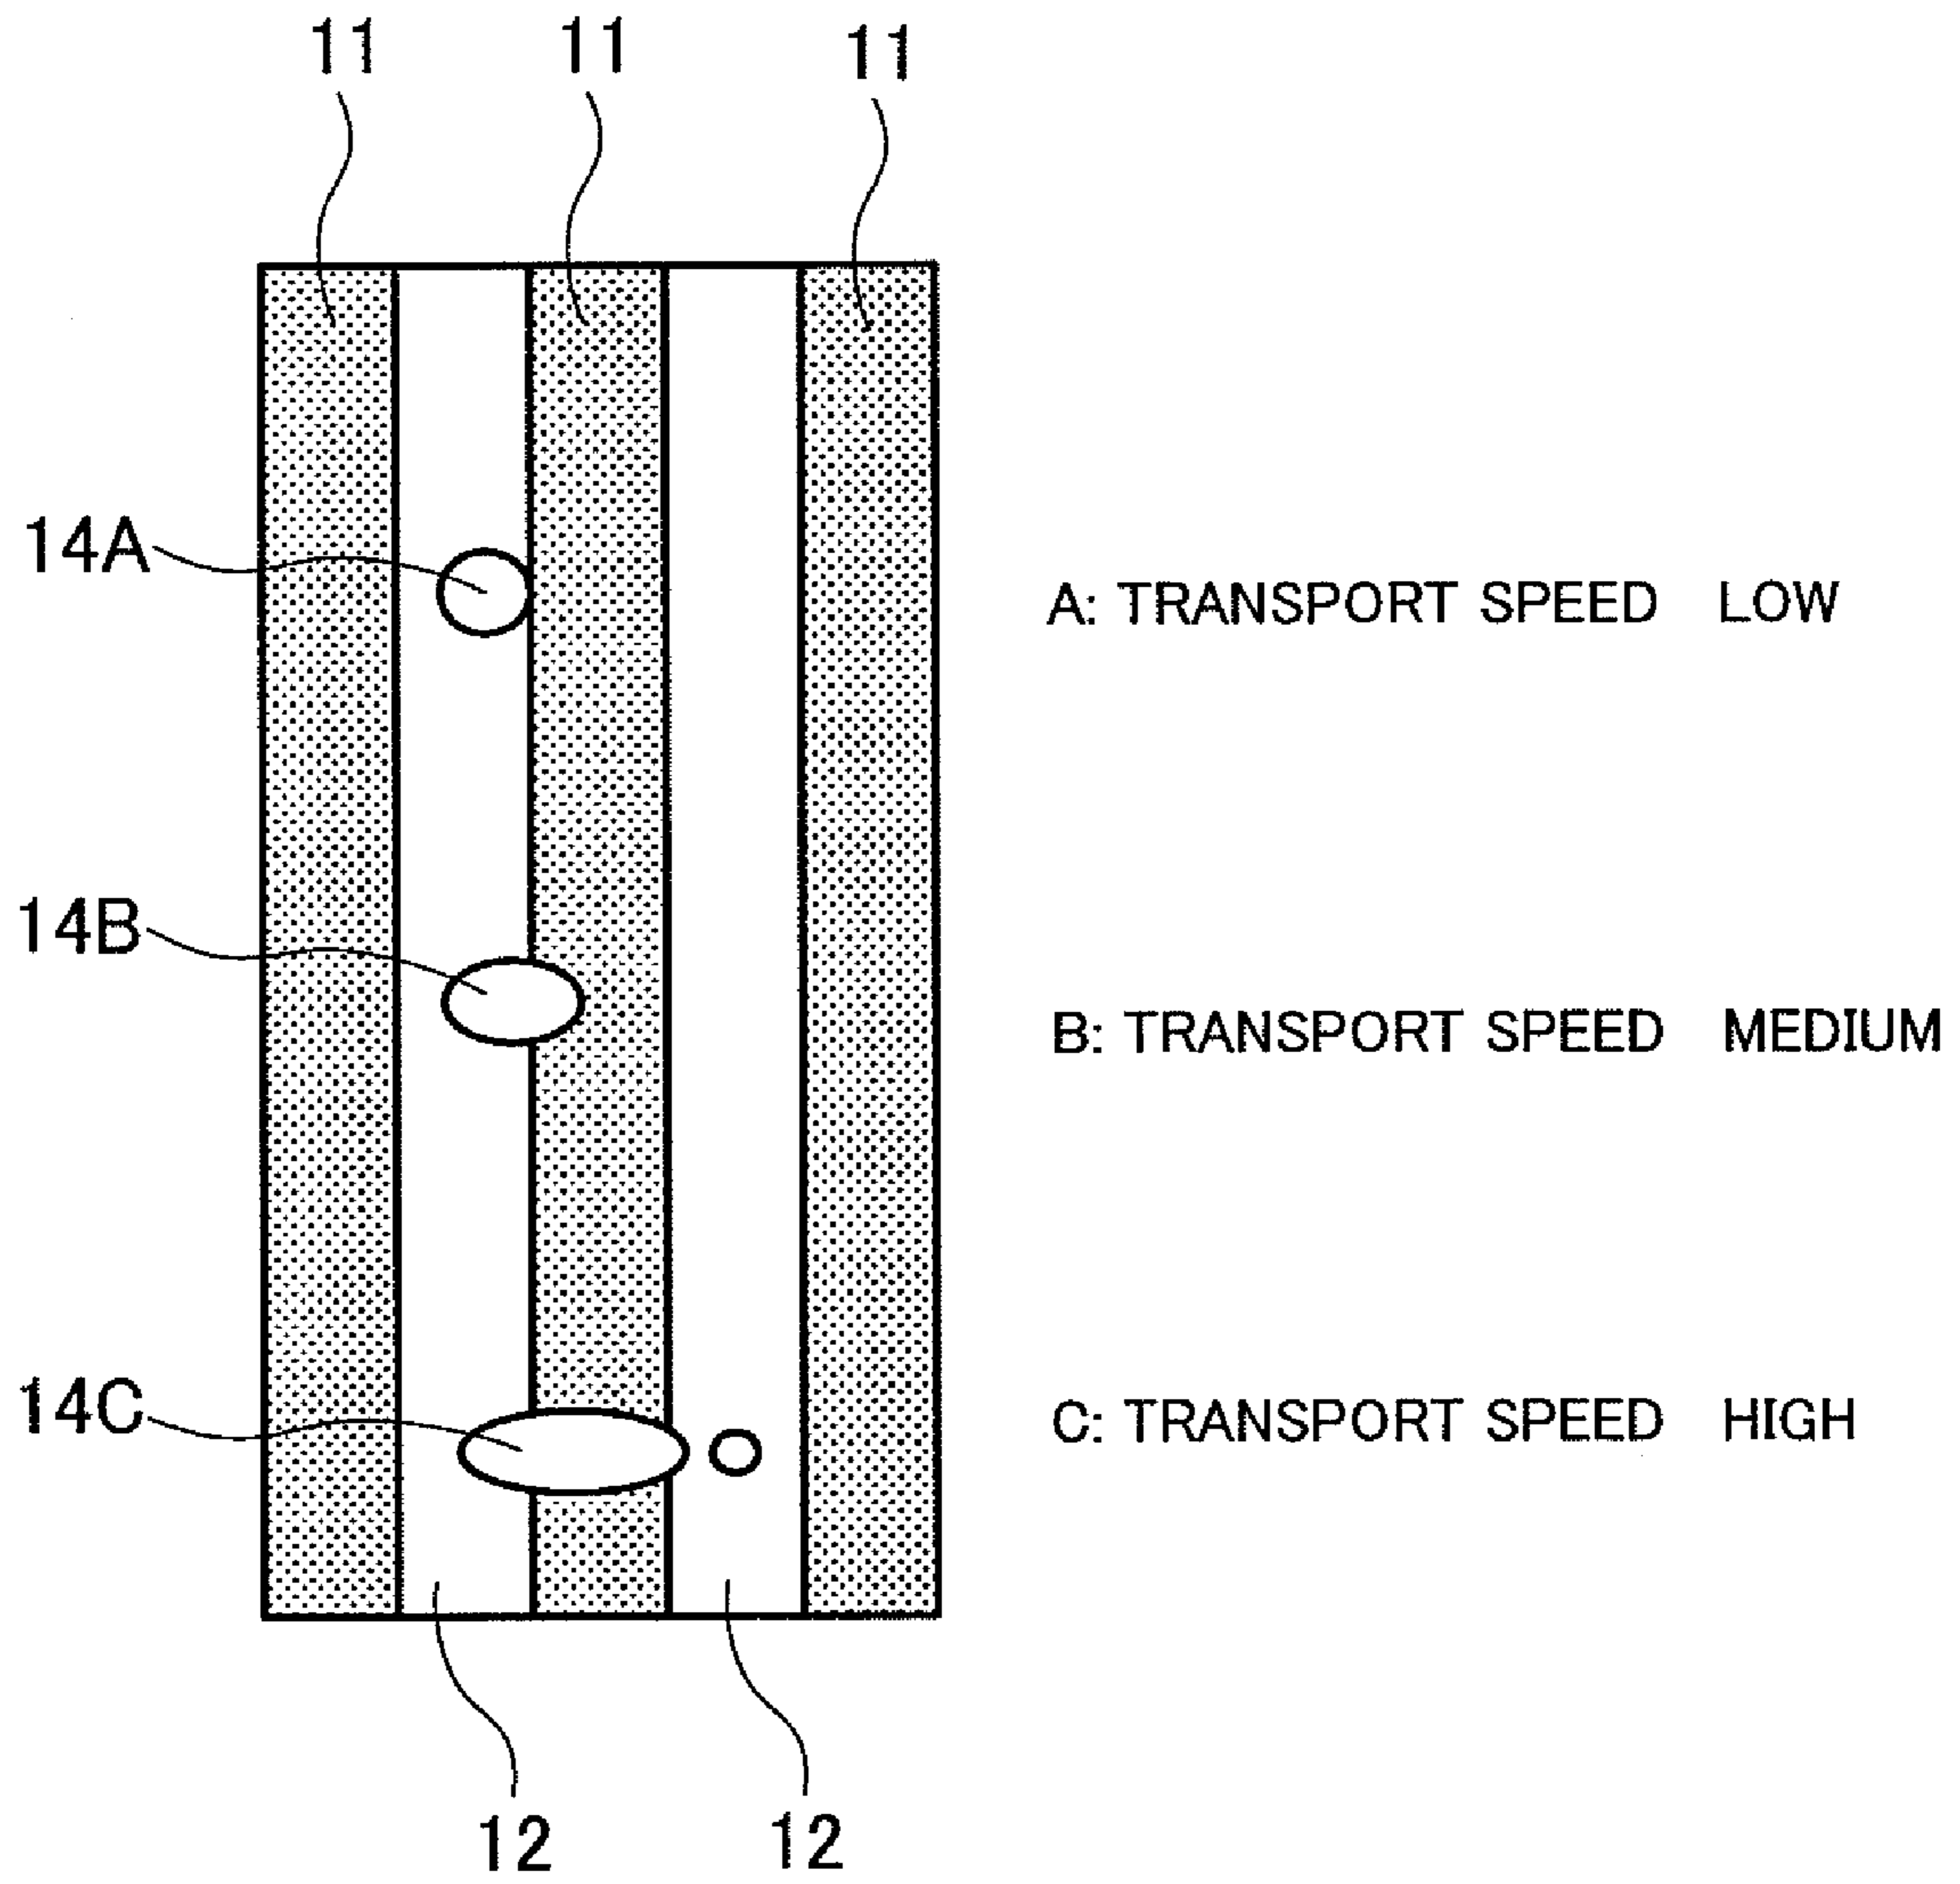 11 11 11
14A
A: TRANSPORT SPEED LOW
14B
B: TRANSPORT SPEED MEDIUM
14C
C: TRANSPORT SPEED HIGH
12 12